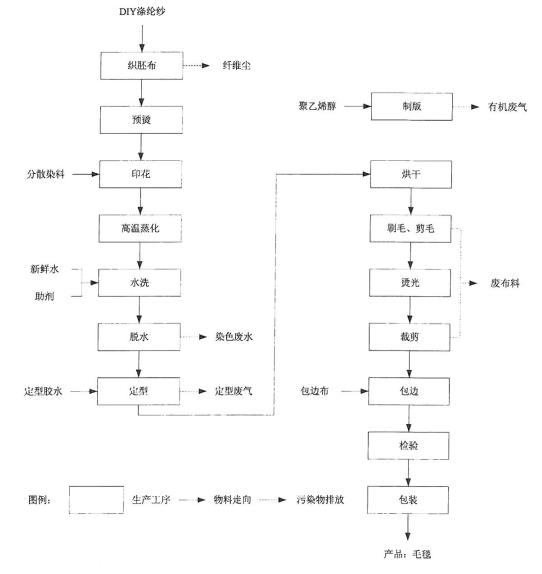 DIY涤纶纱
织胚布
纤维尘
预烫
分散染料
印花
高温蒸化
新鲜水
助剂
水洗
脱水
染色废水
定型胶水
定型
定型废气
聚乙烯醇
制版
有机废气
烘干
刷毛、剪毛
烫光
废布料
裁剪
包边布
包边
检验
包装
产品：毛毯
图例：
生产工序
物料走向
污染物排放